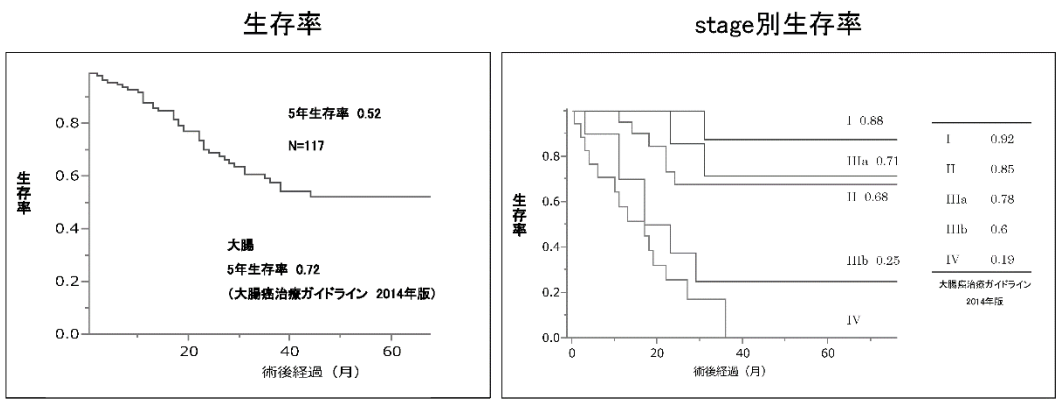 生存率
5年生存率 0.52
N=117
大腸
5年生存率 0.72
(大腸癌治療ガイドライン 2014年版)
生存率
0.8
0.6
0.4
0.2
0.0
20
40
60
術後経過(月)
stage別生存率
I 0.88
IIIa 0.71
II 0.68
IIIb 0.25
IV
生存率
0.8
0.6
0.4
0.2
0.0
0
20
40
60
術後経過(月)
I 0.92
II 0.85
IIIa 0.78
IIIb 0.6
IV 0.19
大腸癌治療ガイドライン
2014年版